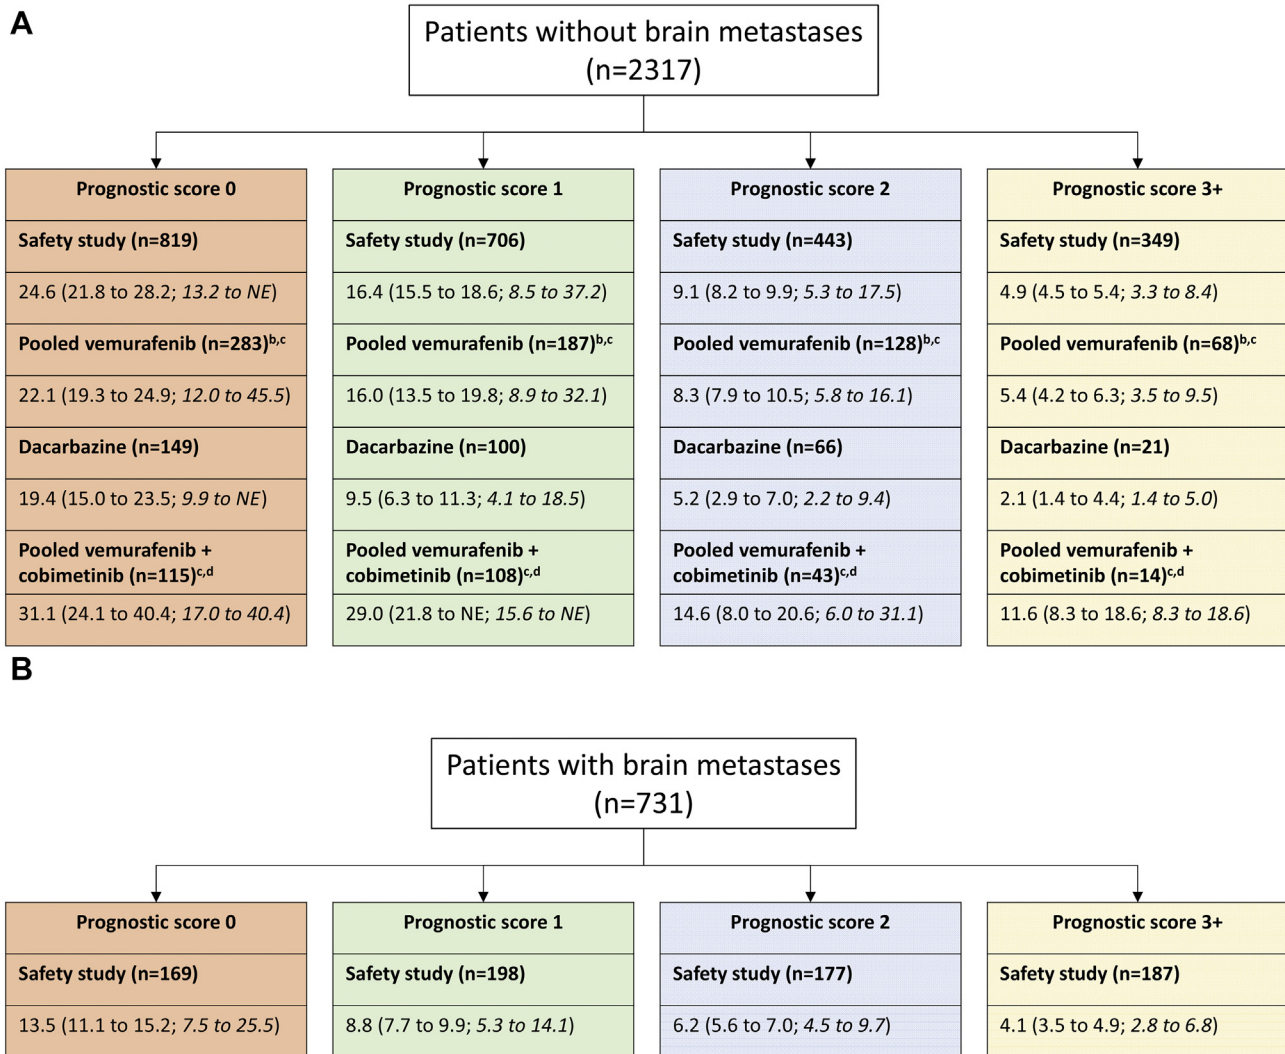 A
Patients without brain metastases
(n=2317)
Prognostic score 0
Safety study (n=819)
24.6 (21.8 to 28.2; 13.2 to NE)
Pooled vemurafenib (n=283)b,c
22.1 (19.3 to 24.9; 12.0 to 45.5)
Dacarbazine (n=149)
19.4 (15.0 to 23.5; 9.9 to NE)
Pooled vemurafenib +
cobimetinib (n=115)c,d
31.1 (24.1 to 40.4; 17.0 to 40.4)
Prognostic score 1
Safety study (n=706)
16.4 (15.5 to 18.6; 8.5 to 37.2)
Pooled vemurafenib (n=187)b,c
16.0 (13.5 to 19.8; 8.9 to 32.1)
Dacarbazine (n=100)
9.5 (6.3 to 11.3; 4.1 to 18.5)
Pooled vemurafenib +
cobimetinib (n=108)c,d
29.0 (21.8 to NE; 15.6 to NE)
Prognostic score 2
Safety study (n=443)
9.1 (8.2 to 9.9; 5.3 to 17.5)
Pooled vemurafenib (n=128)b,c
8.3 (7.9 to 10.5; 5.8 to 16.1)
Dacarbazine (n=66)
5.2 (2.9 to 7.0; 2.2 to 9.4)
Pooled vemurafenib +
cobimetinib (n=43)c,d
14.6 (8.0 to 20.6; 6.0 to 31.1)
Prognostic score 3+
Safety study (n=349)
4.9 (4.5 to 5.4; 3.3 to 8.4)
Pooled vemurafenib (n=68)b,c
5.4 (4.2 to 6.3; 3.5 to 9.5)
Dacarbazine (n=21)
2.1 (1.4 to 4.4; 1.4 to 5.0)
Pooled vemurafenib +
cobimetinib (n=14)c,d
11.6 (8.3 to 18.6; 8.3 to 18.6)
B
Patients with brain metastases
(n=731)
Prognostic score 0
Safety study (n=169)
13.5 (11.1 to 15.2; 7.5 to 25.5)
Prognostic score 1
Safety study (n=198)
8.8 (7.7 to 9.9; 5.3 to 14.1)
Prognostic score 2
Safety study (n=177)
6.2 (5.6 to 7.0; 4.5 to 9.7)
Prognostic score 3+
Safety study (n=187)
4.1 (3.5 to 4.9; 2.8 to 6.8)